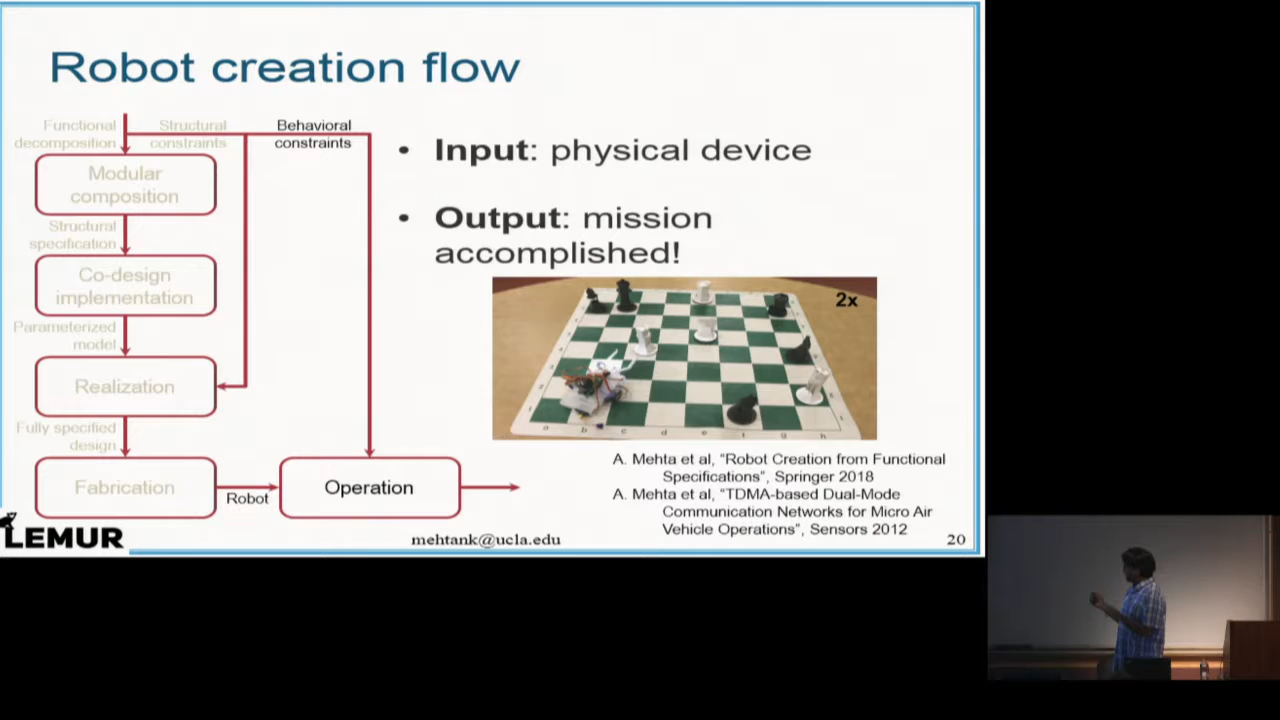 Robot creation flow
Functional
decomposition
Structural
constraints
Behavioral
constraints
Modular
composition
Structural
specification
Co-design
implementation
Parameterized
model
Realization
Fully specified
design
Fabrication
Robot
Operation
• Input: physical device
• Output: mission
accomplished!
2x
A. Mehta et al, “Robot Creation from Functional
Specifications”, Springer 2018
A. Mehta et al, “TDMA-based Dual-Mode
Communication Networks for Micro Air
Vehicle Operations”, Sensors 2012
LEMUR
mehtank@ucla.edu
20